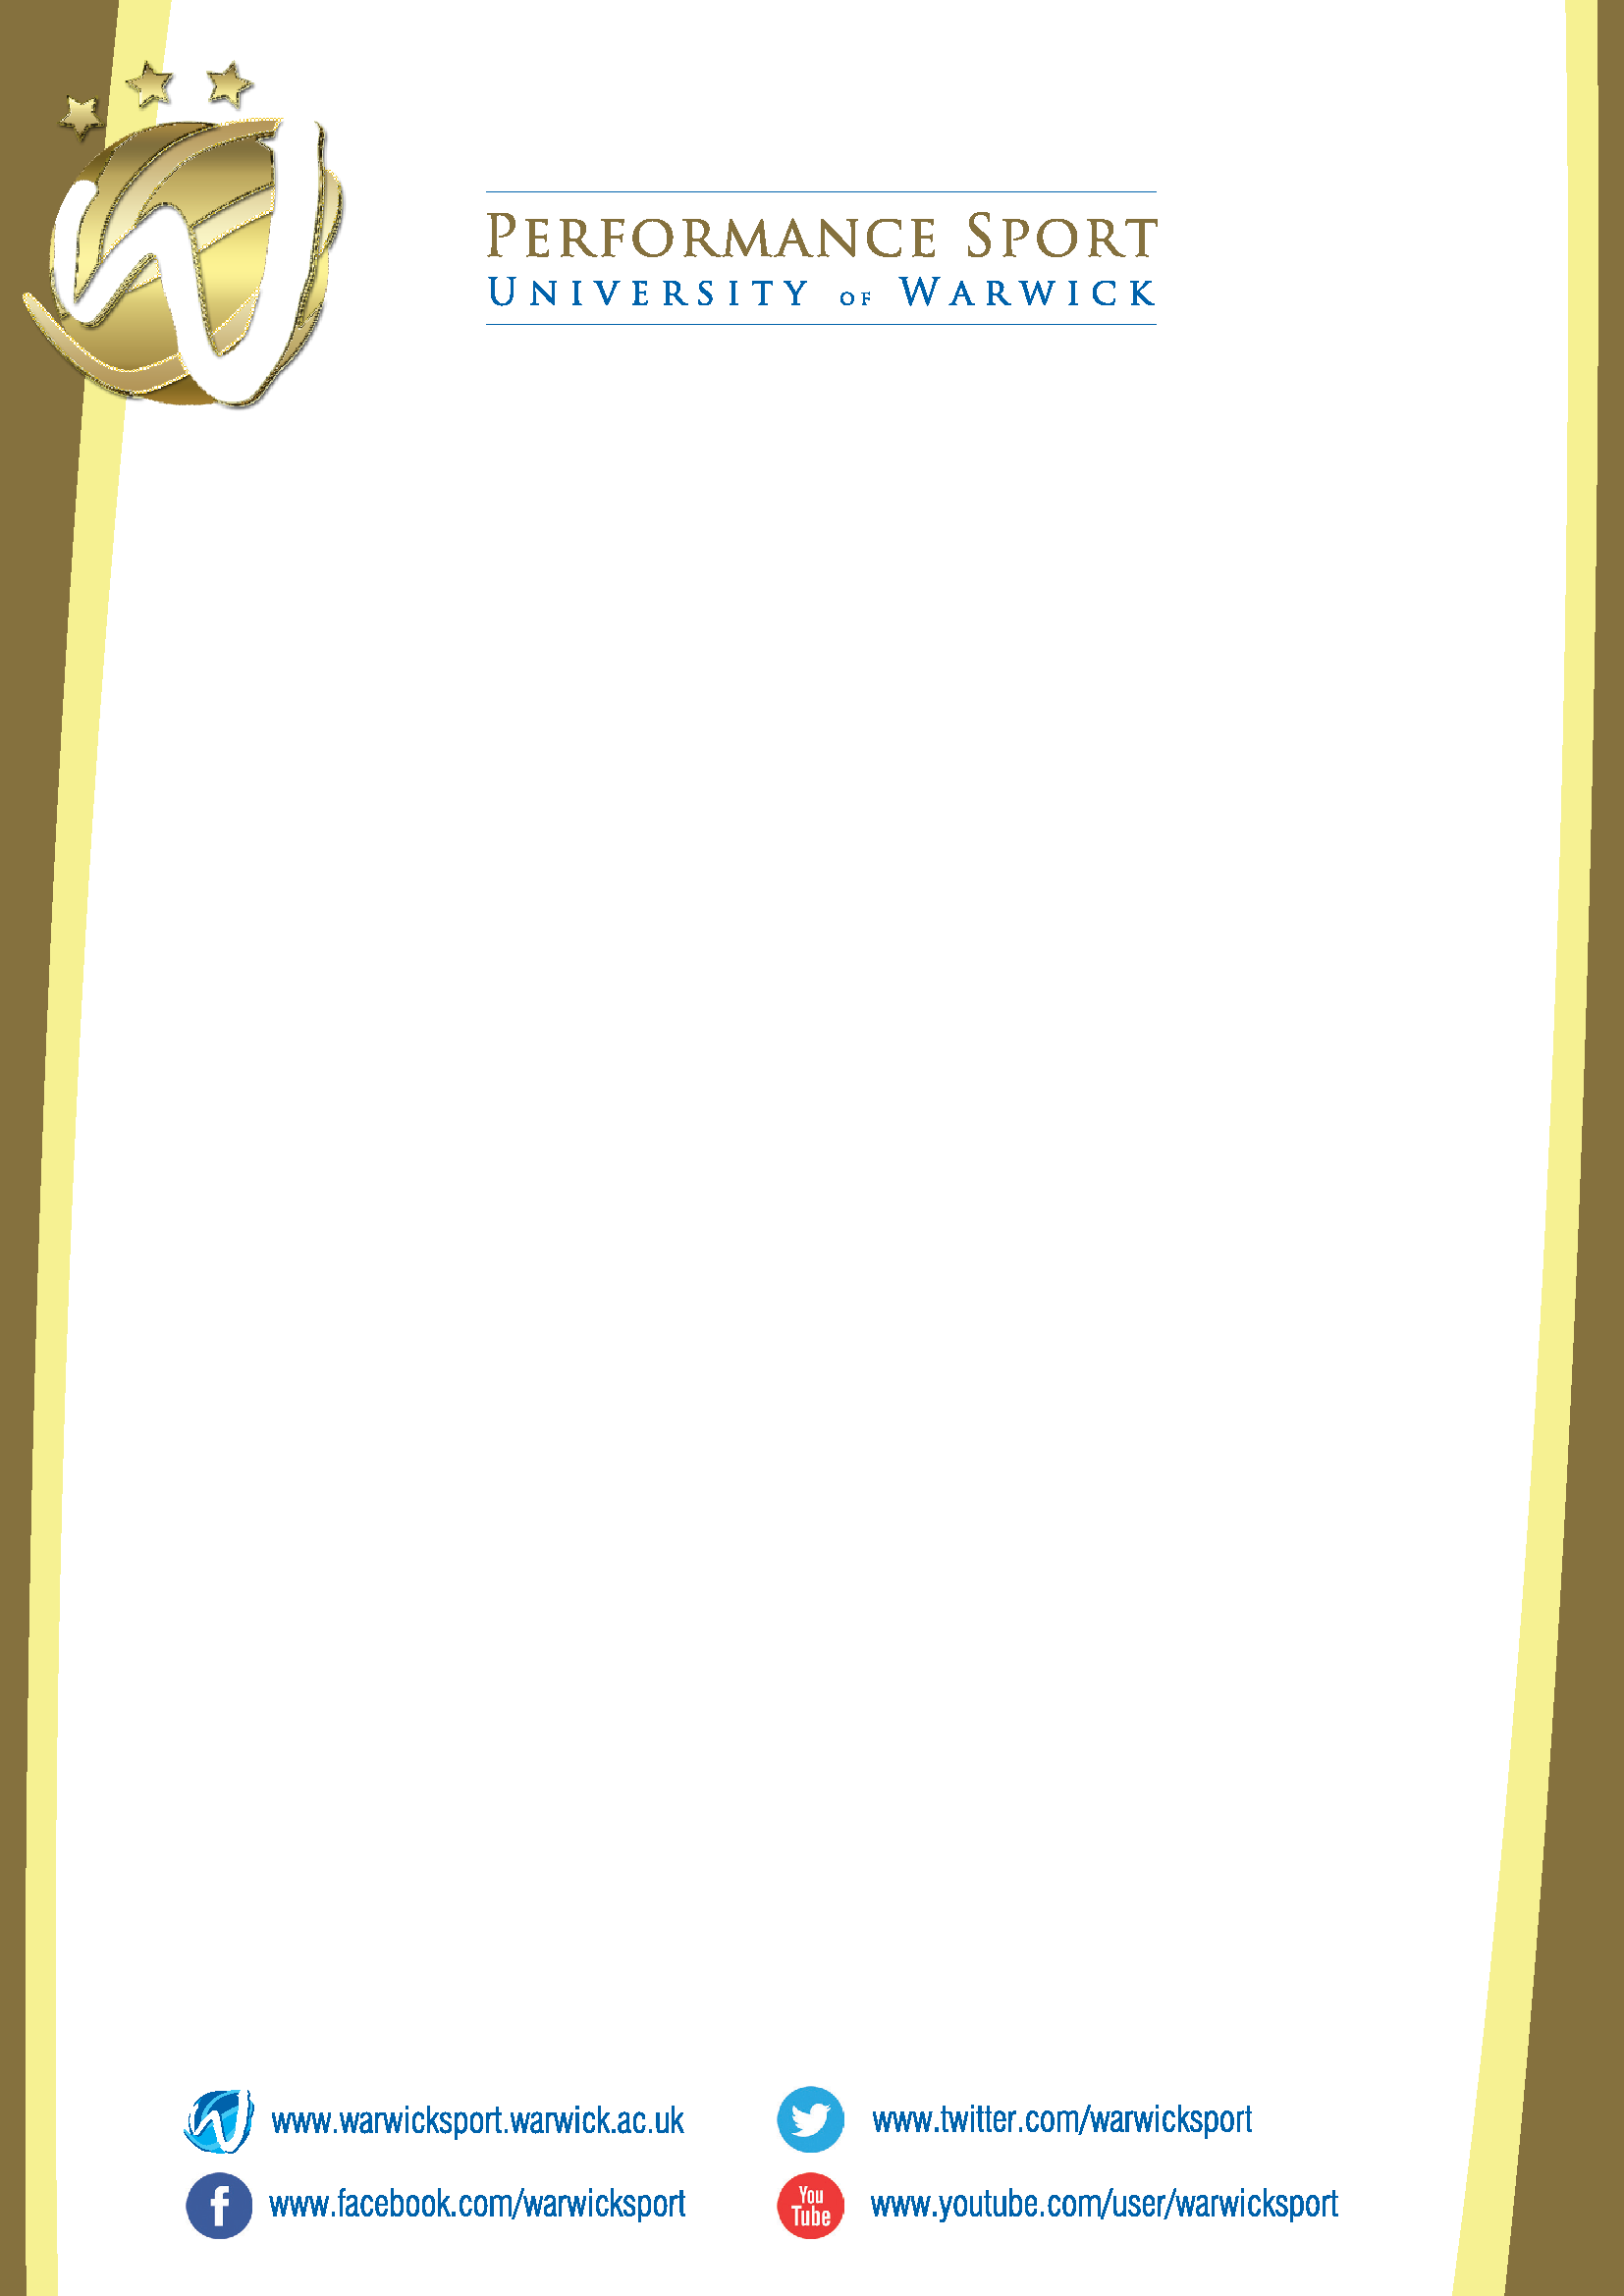 PERFORMANCE SPORT
UNIVERSITY OF WARWICK
www.warwicksport.warwick.ac.uk
www.twitter.com/warwicksport
www.facebook.com/warwicksport
You
Tube
www.youtube.com/user/warwicksport